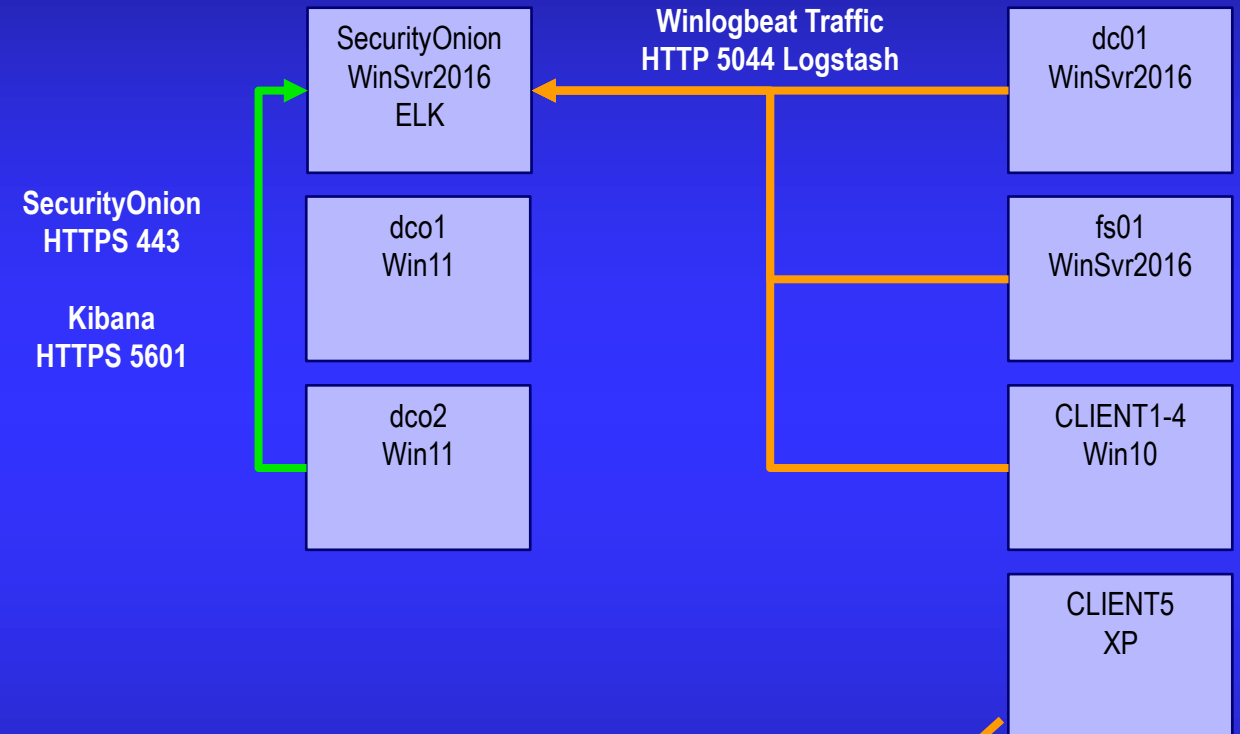 SecurityOnion
WinSvr2016
ELK
Winlogbeat Traffic
HTTP 5044 Logstash
dc01
WinSvr2016
SecurityOnion
HTTPS 443
Kibana
HTTPS 5601
dco1
Win11
fs01
WinSvr2016
dco2
Win11
CLIENT1-4
Win10
CLIENT5
XP